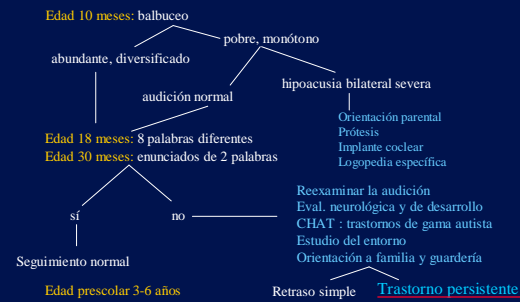 Edad 10 meses: balbuceo
pobre, monótono
abundante, diversificado
hipoacusia bilateral severa
audición normal
Orientación parental
Prótesis
Implante coclear
Logopedia específica
Edad 18 meses: 8 palabras diferentes
Edad 30 meses: enunciados de 2 palabras
Reexaminar la audición
Eval. neurológica y de desarrollo
CHAT : trastornos de gama autista
Estudio del entorno
Orientación a familia y guardería
sí
no
Seguimiento normal
Edad prescolar 3-6 años
Retraso simple
Trastorno persistente